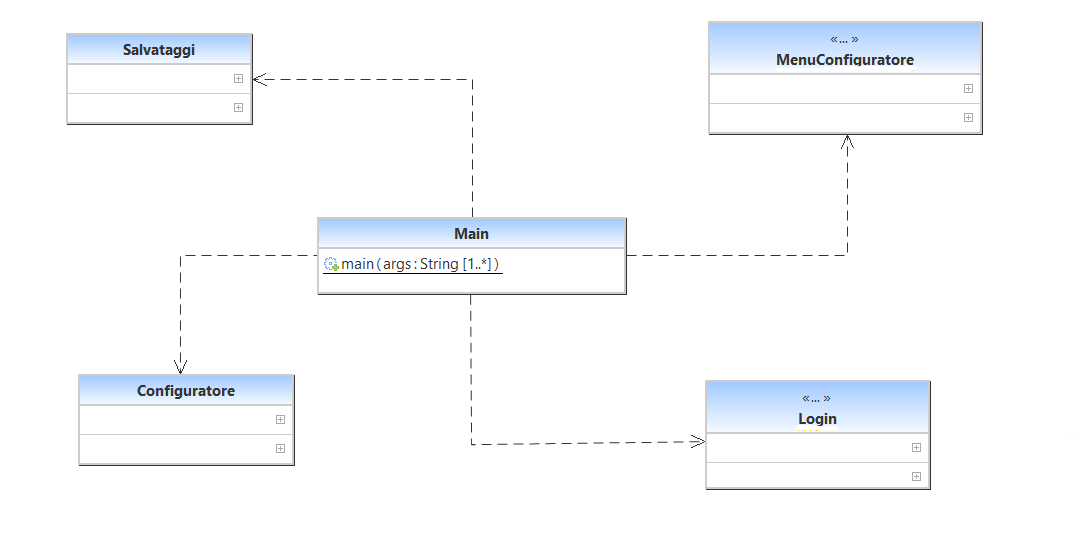 Salvataggi
«... »
MenuConfiguratore
Main
main(args: String [1..*])
Configuratore
«... »
Login